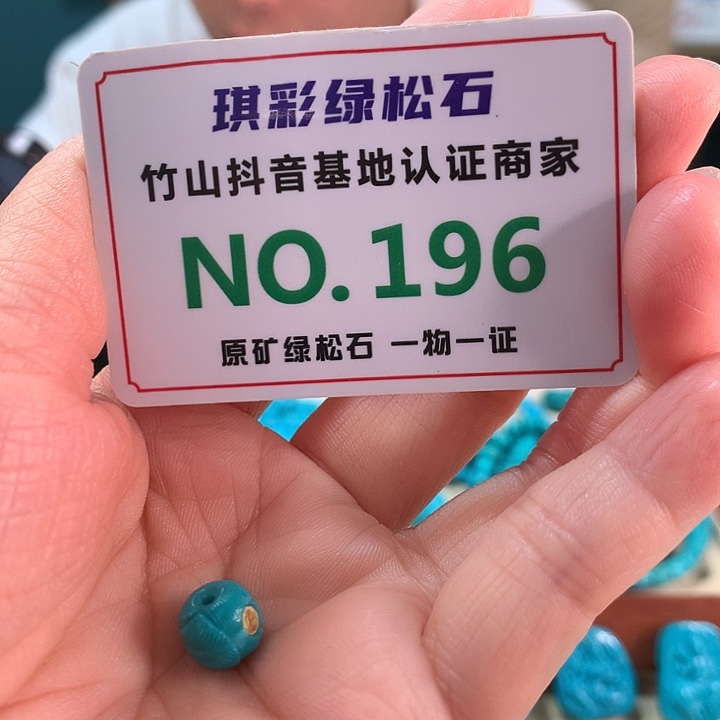 琪彩绿松石
竹山抖音基地认证商家
NO.196
原矿绿松石 一物一证